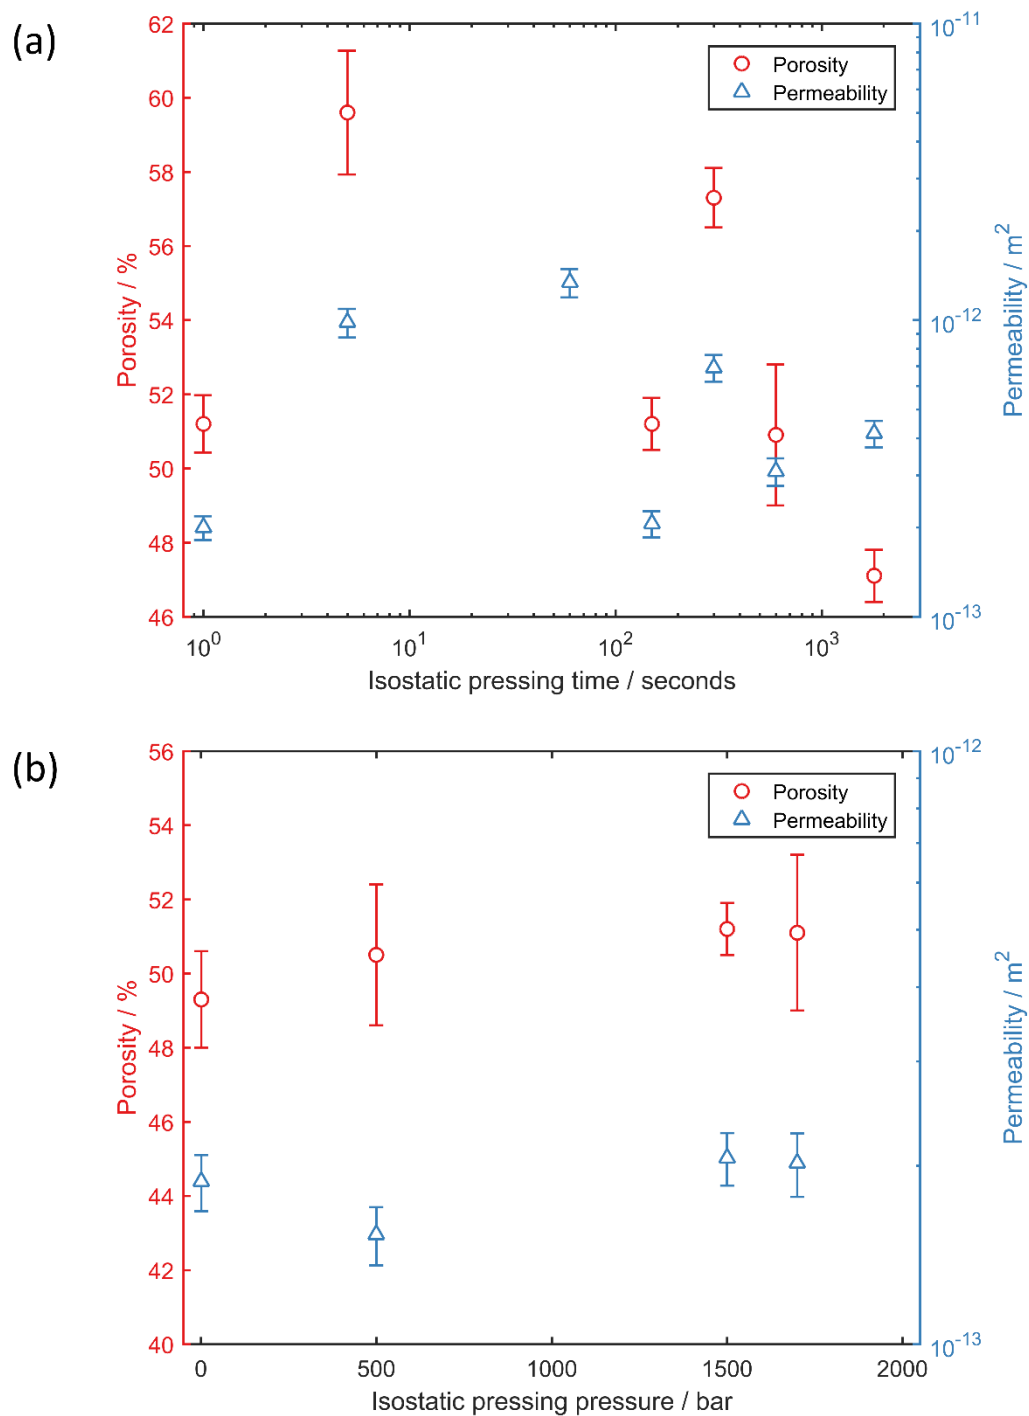 (a)
62
60
58
56
54
52
50
48
46
Porosity / %
Porosity
Permeability
10^-11
10^-12
10^-13
Permeability / m^2
10^0
10^1
10^2
10^3
Isostatic pressing time / seconds
(b)
56
54
52
50
48
46
44
42
40
Porosity / %
Porosity
Permeability
10^-12
10^-13
Permeability / m^2
0
500
1000
1500
2000
Isostatic pressing pressure / bar